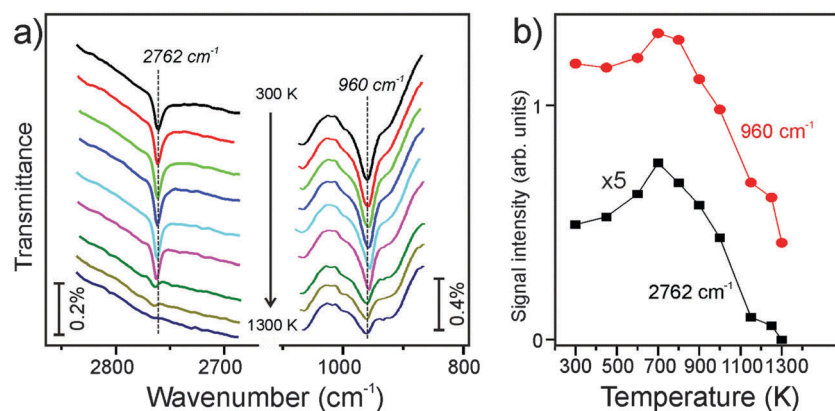 a)
2762 cm-1
300 K
960 cm-1
1300 K
0.2%
0.4%
Transmittance
2800 2700 1000 800
Wavenumber (cm-1)
b)
960 cm-1
x5
2762 cm-1
Signal intensity (arb. units)
1
0
300 500 700 900 1100 1300
Temperature (K)